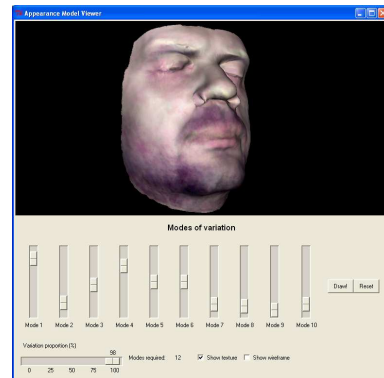 Appearance Model Viewer
Modes of variation
Mode 1 Mode 2 Mode 3 Mode 4 Mode 5 Mode 6 Mode 7 Mode 8 Mode 9 Mode 10
Draw! Reset
Variation proportion (%)
98
Modes required: 12 Show texture Show wireframe
0 25 50 75 100